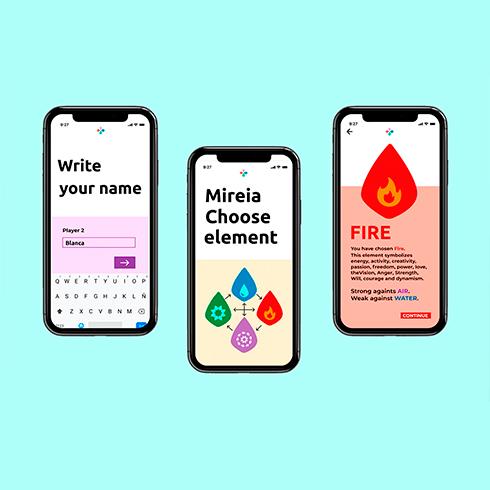 9:27
Write
your name
Player 2
Blanca
Q W E R T Y U I O P
A S D F G H J K L Ñ
Z X C V B N M
9:27
Mireia
Choose
element
9:27
FIRE
You have chosen Fire.
This element symbolizes
energy, activity, creativity,
passion, freedom, power, love,
theVision, Anger, Strength,
Will, courage and dynamism.
Strong againts AIR.
Weak against WATER.
CONTINUE